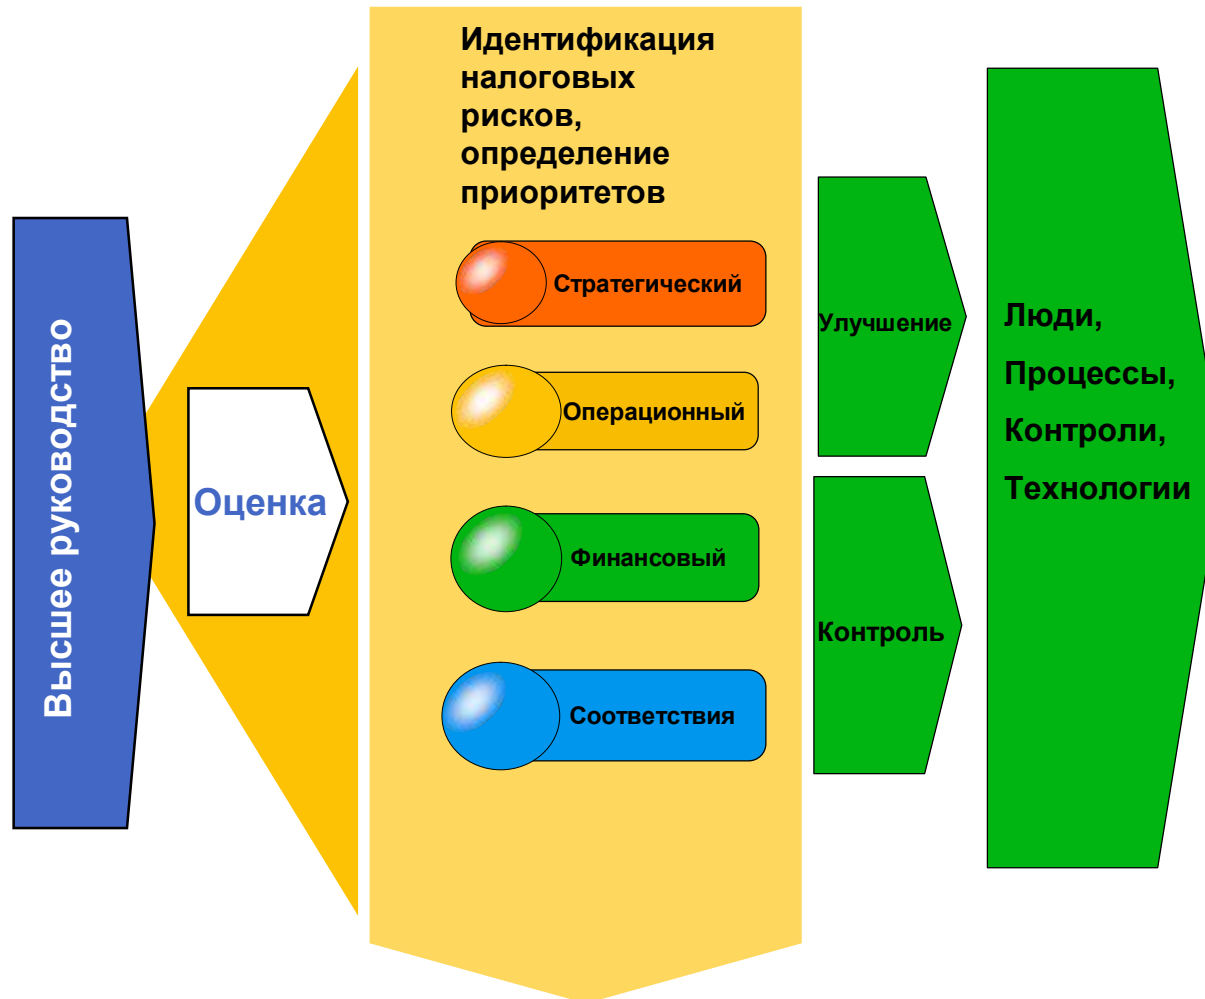 Высшее руководство
Оценка
Идентификация
налоговых
рисков,
определение
приоритетов
Стратегический
Операционный
Финансовый
Соответствия
Улучшение
Контроль
Люди,
Процессы,
Контроли,
Технологии